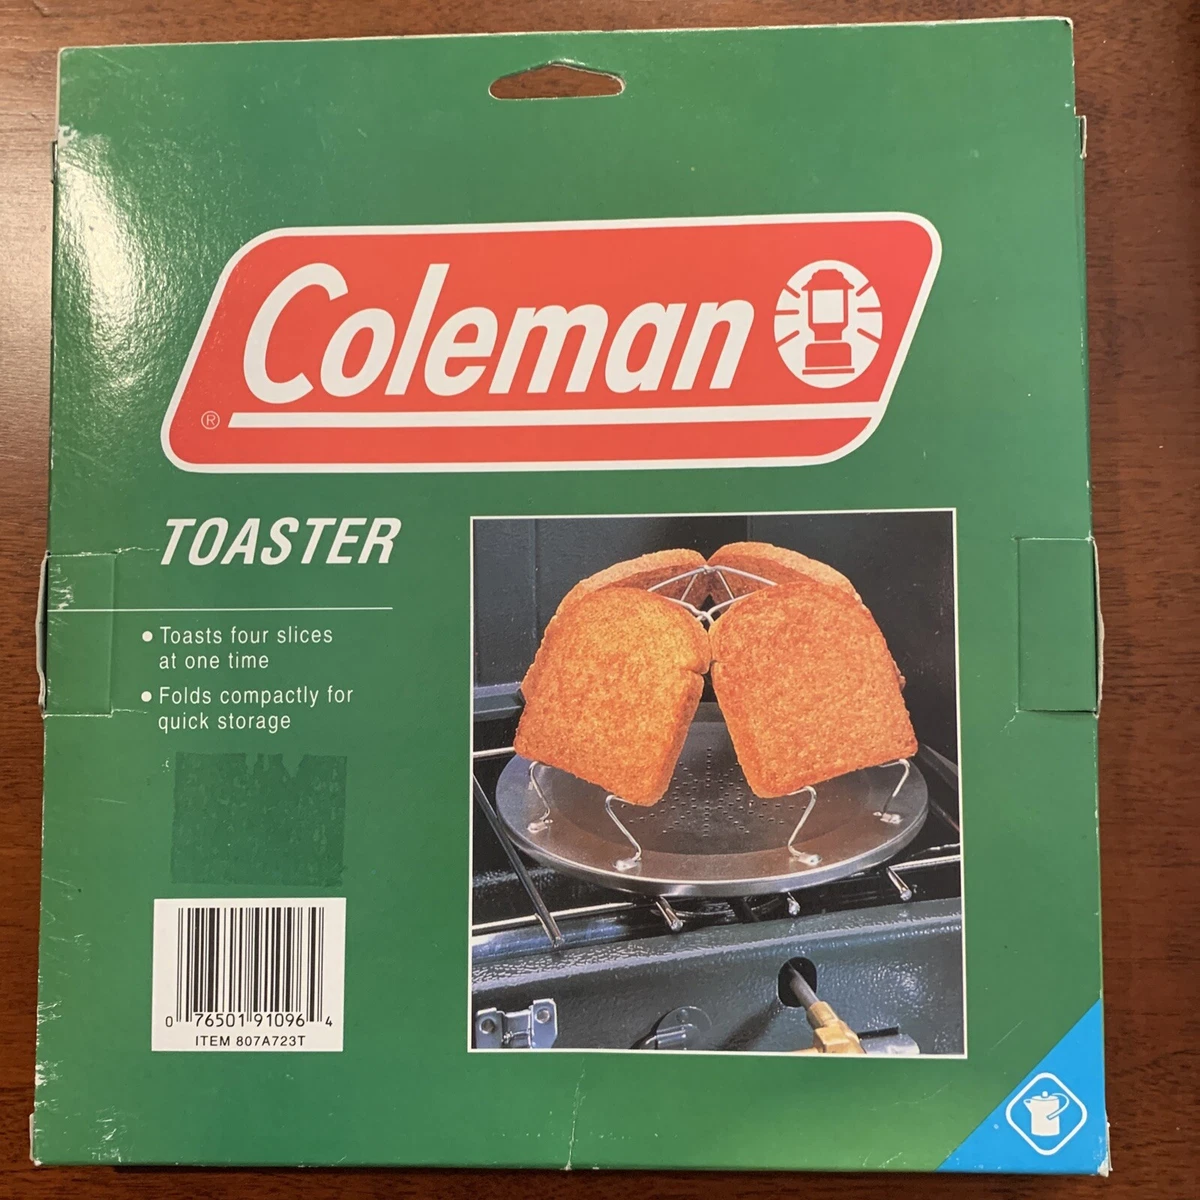 Coleman
®
TOASTER
• Toasts four slices
at one time
• Folds compactly for
quick storage
0 76501 91096 4
ITEM 807A723T